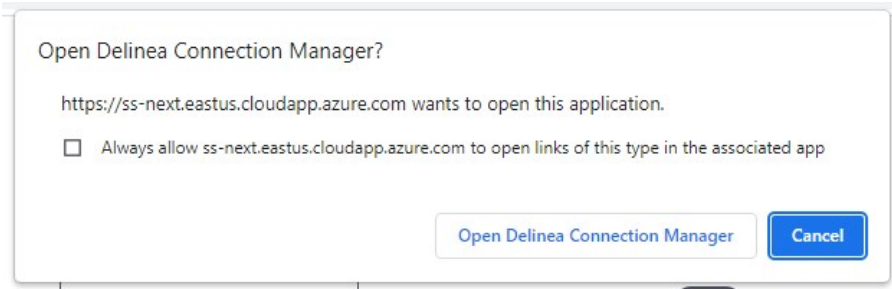 Open Delinea Connection Manager?
https://ss-next.eastus.cloudapp.azure.com wants to open this application.
Always allow ss-next.eastus.cloudapp.azure.com to open links of this type in the associated app
Open Delinea Connection Manager
Cancel